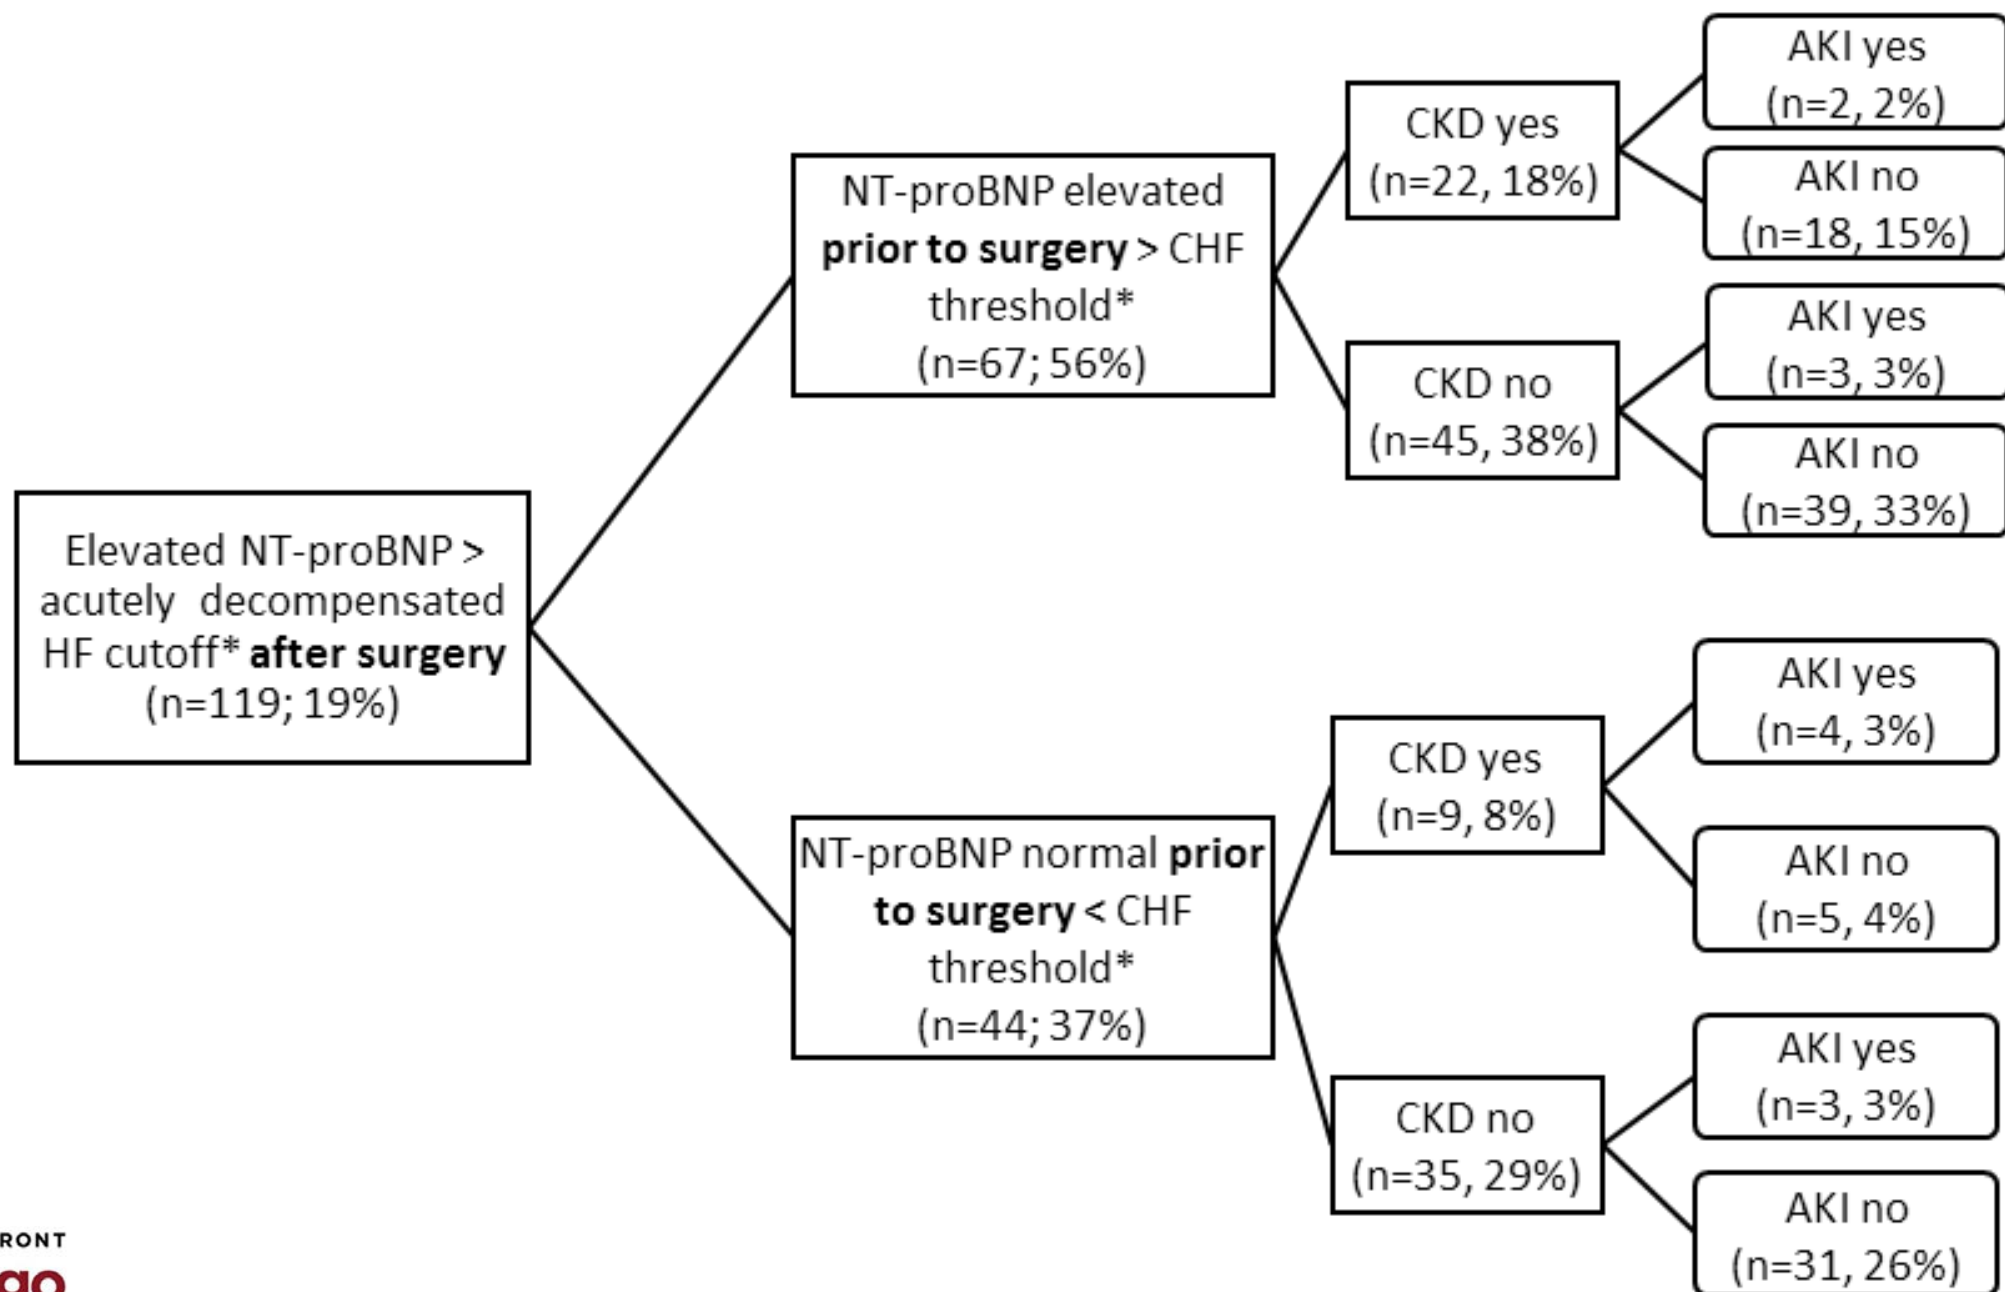 Elevated NT-proBNP >
acutely decompensated
HF cutoff* after surgery
(n=119; 19%)
NT-proBNP elevated
prior to surgery > CHF
threshold*
(n=67; 56%)
CKD yes
(n=22, 18%)
AKI yes
(n=2, 2%)
AKI no
(n=18, 15%)
CKD no
(n=45, 38%)
AKI yes
(n=3, 3%)
AKI no
(n=39, 33%)
NT-proBNP normal prior
to surgery < CHF
threshold*
(n=44; 37%)
CKD yes
(n=9, 8%)
AKI yes
(n=4, 3%)
AKI no
(n=5, 4%)
CKD no
(n=35, 29%)
AKI yes
(n=3, 3%)
AKI no
(n=31, 26%)
RONT